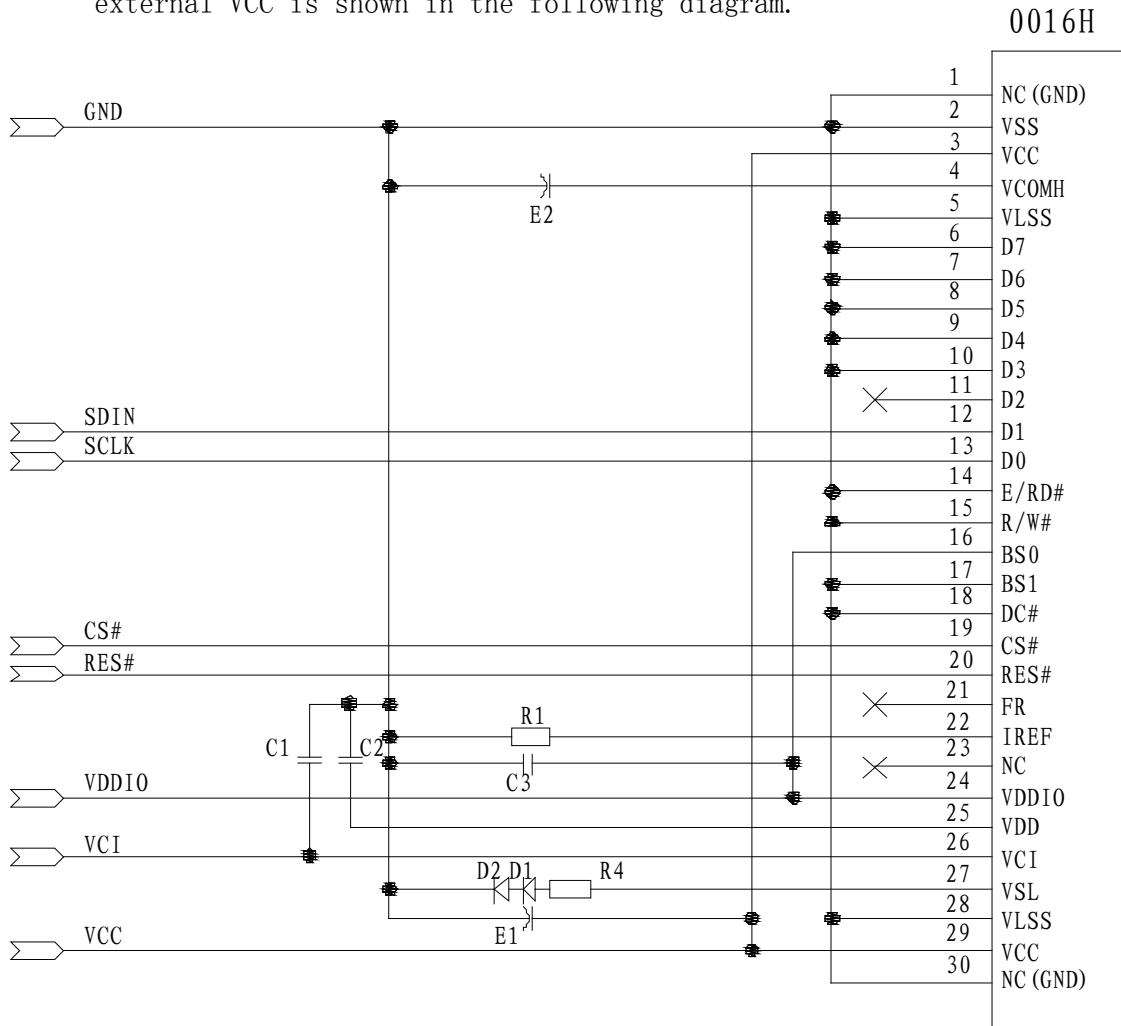 external VCC is shown in the following diagram.
0016H
1
NC(GND)
GND
2
VSS
3
VCC
4
VCOMH
E2
5
VLSS
6
D7
7
D6
8
D5
9
D4
10
D3
11
D2
SDIN
12
D1
SCLK
13
D0
14
E/RD#
15
R/W#
16
BS0
17
BS1
18
DC#
CS#
19
CS#
RES#
20
RES#
21
FR
R1
22
IREF
C1
C2
23
NC
C3
VDDIO
24
VDDIO
25
VDD
VCI
26
VCI
D2
D1
R4
27
VSL
28
VLSS
E1
VCC
29
VCC
30
NC(GND)